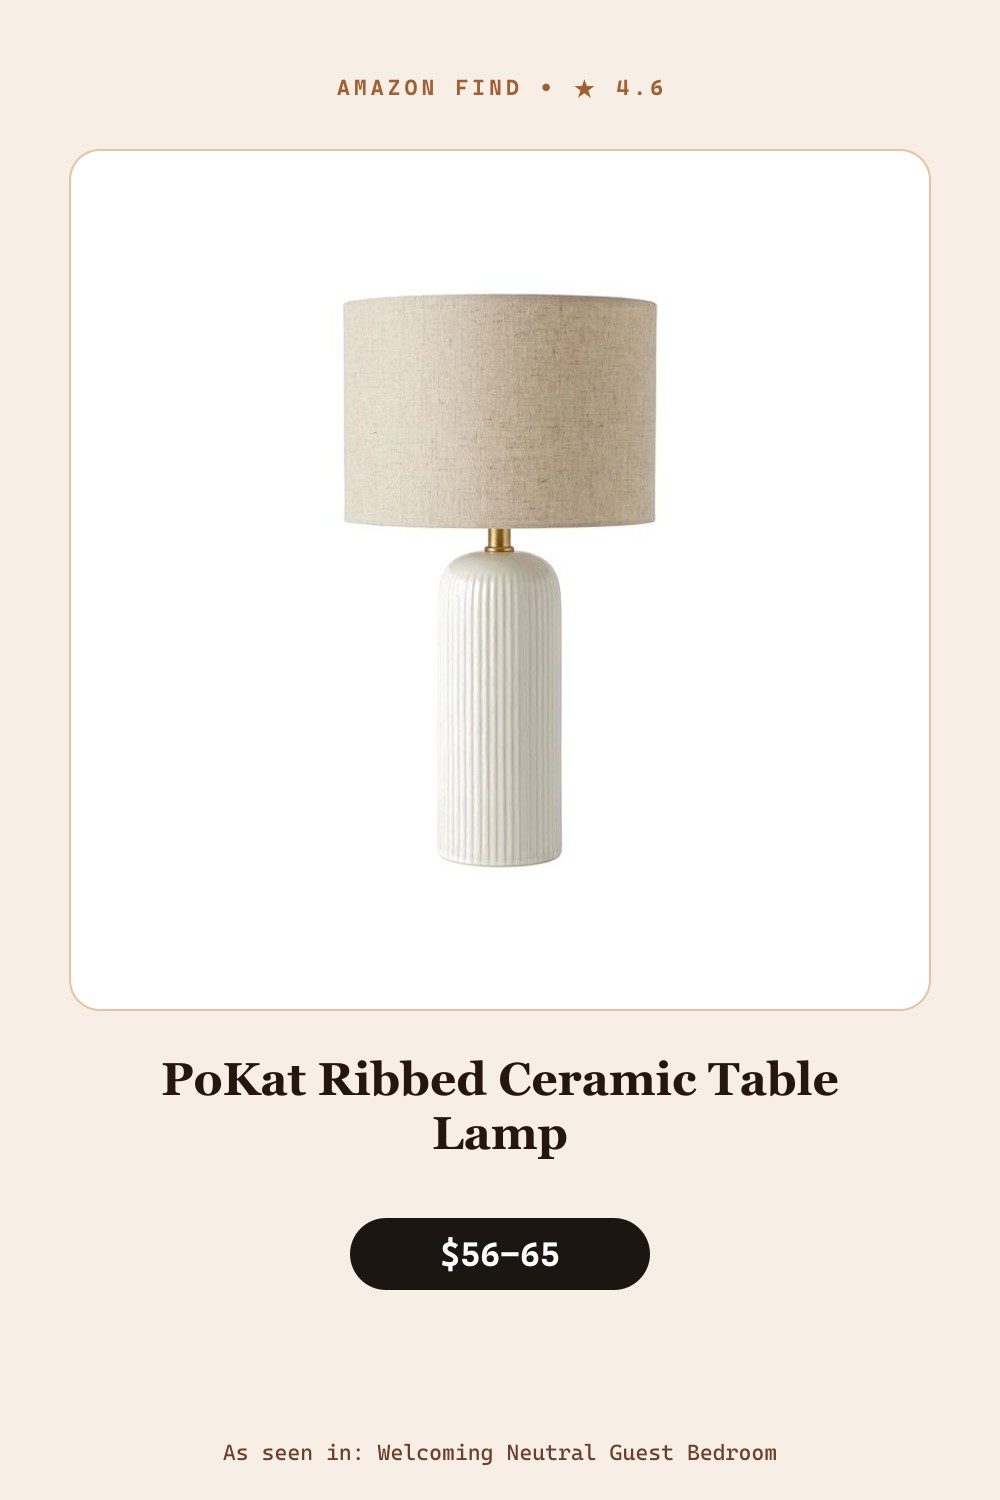 AMAZON FIND • ★ 4.6
PoKat Ribbed Ceramic Table
Lamp
$56–65
As seen in: Welcoming Neutral Guest Bedroom